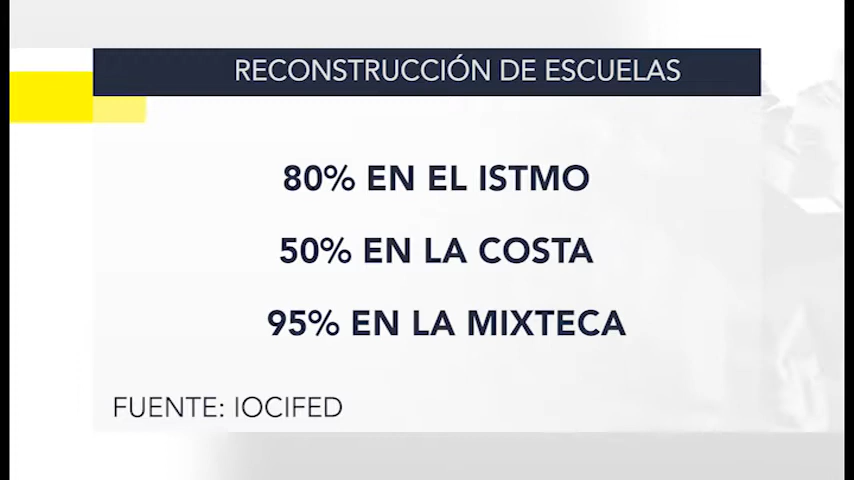 RECONSTRUCCIÓN DE ESCUELAS
80% EN EL ISTMO
50% EN LA COSTA
95% EN LA MIXTECA
FUENTE: IOCIFED